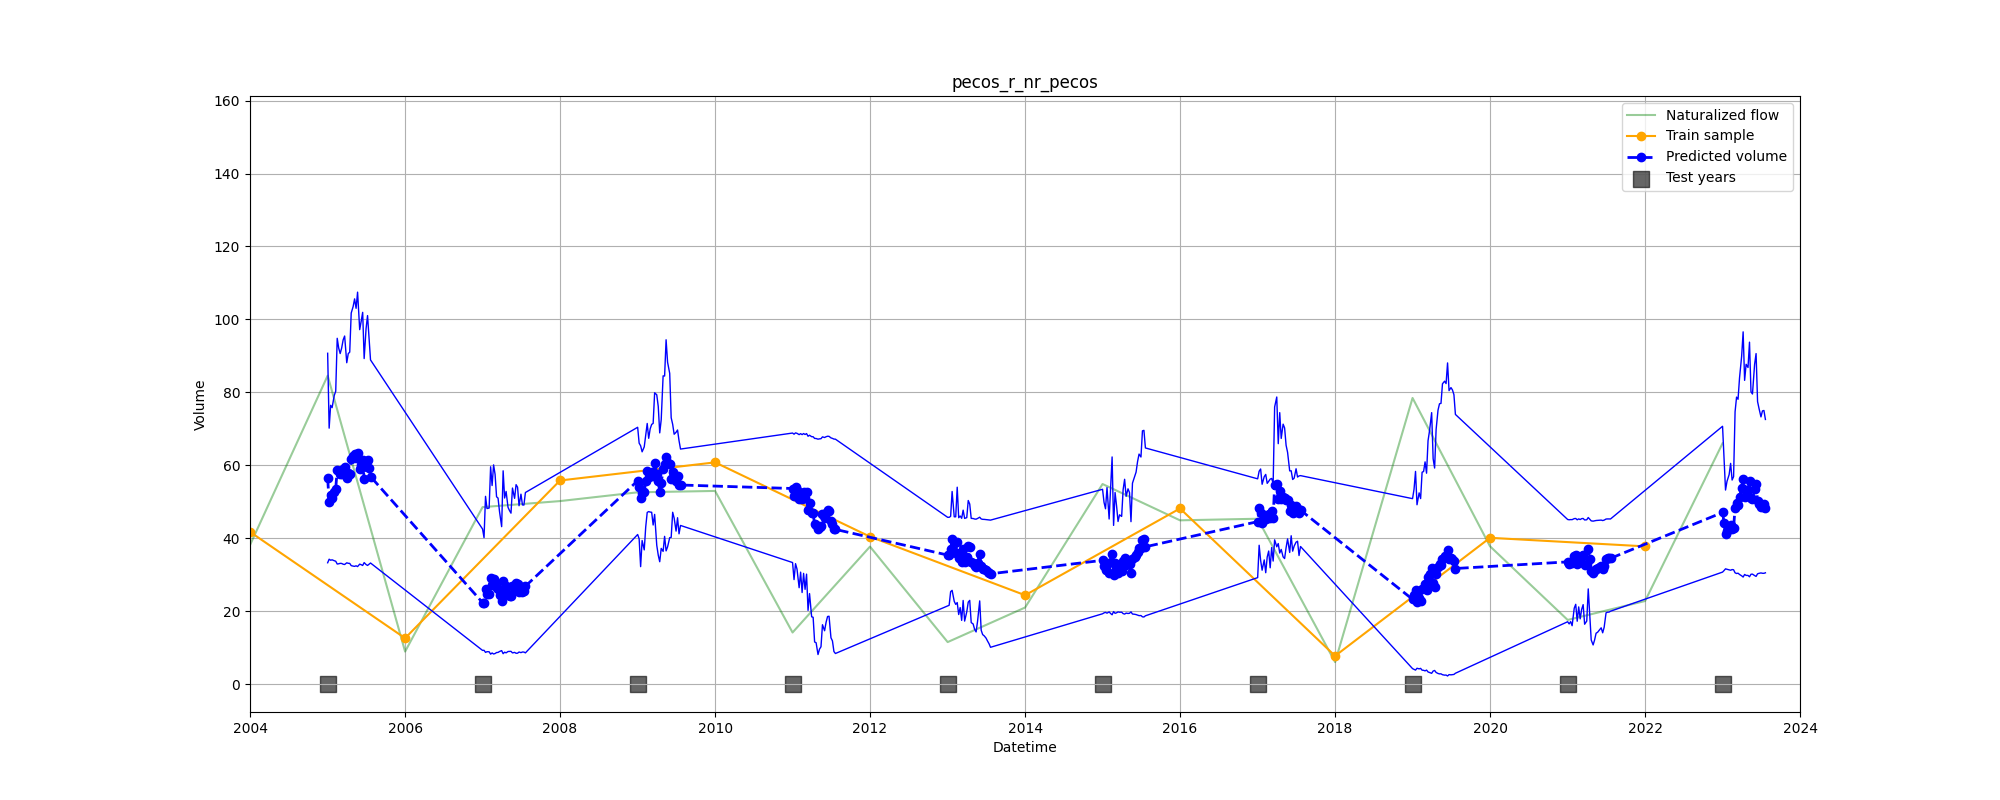 pecos_r_nr_pecos
160
140
120
100
80
60
40
20
0
Volume
Naturalized flow
Train sample
Predicted volume
Test years
2004 2006 2008 2010 2012 2014 2016 2018 2020 2022 2024
Datetime